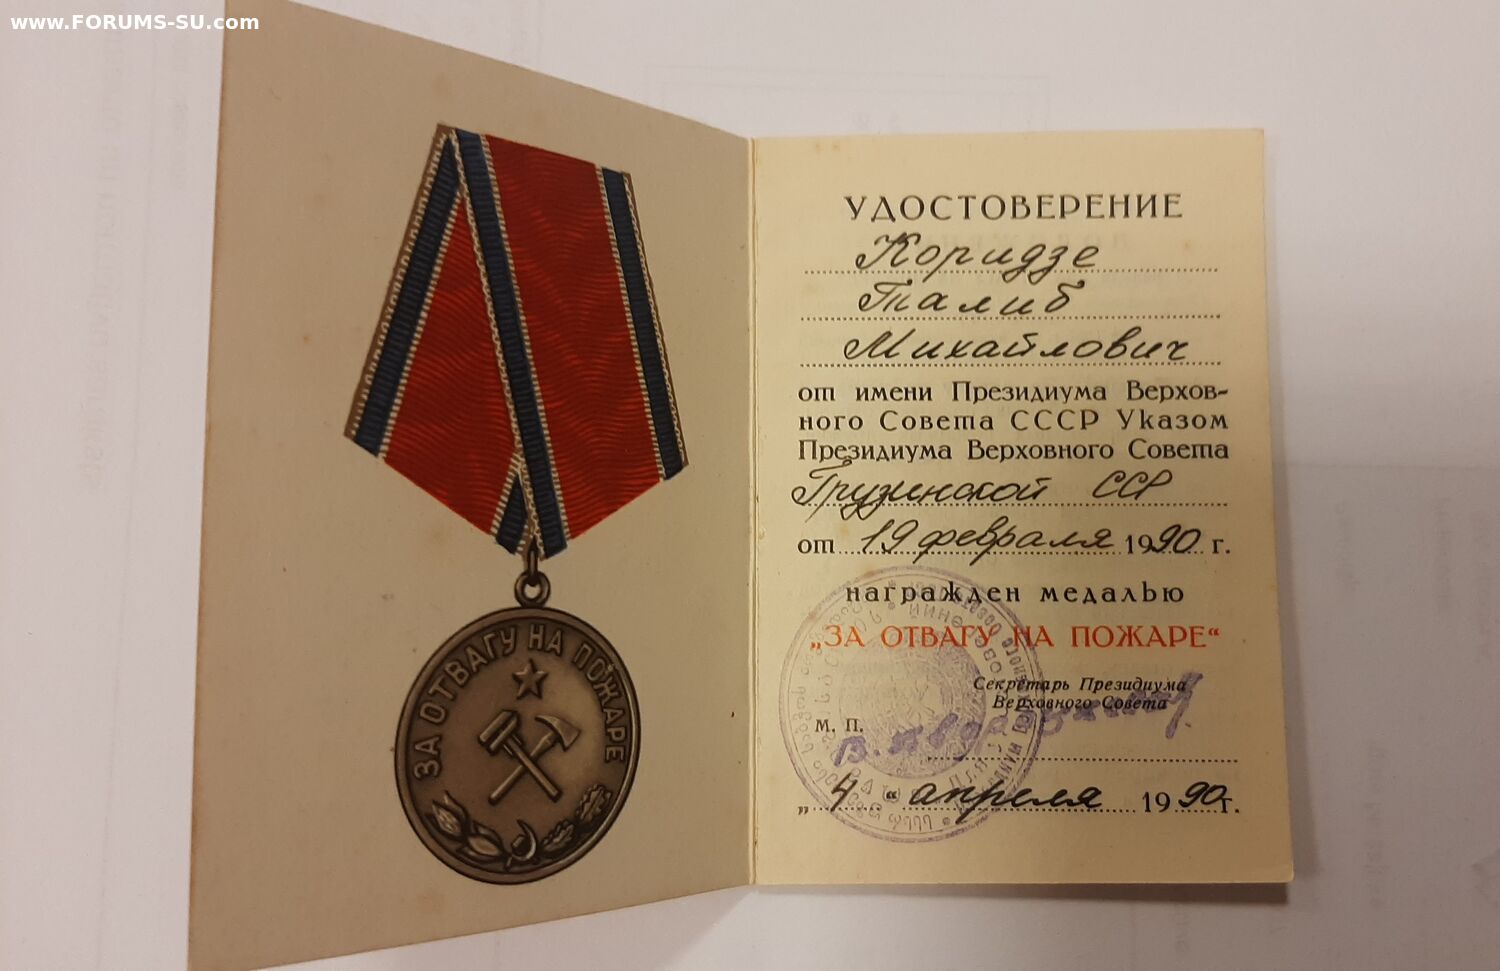 www.FORUMS-SU.com
ЗА ОТВАГУ НА ПОЖАРЕ
УДОСТОВЕРЕНИЕ
Коридзе
Талиб
Михайлович
от имени Президиума Верхов-
ного Совета СССР Указом
Президиума Верховного Совета
Грузинской ССР
от 19 февраля 1990 г.
награжден медалью
„ЗА ОТВАГУ НА ПОЖАРЕ“
Секретарь Президиума
Верховного Совета
М. П.
„4“ апреля 1990 г.